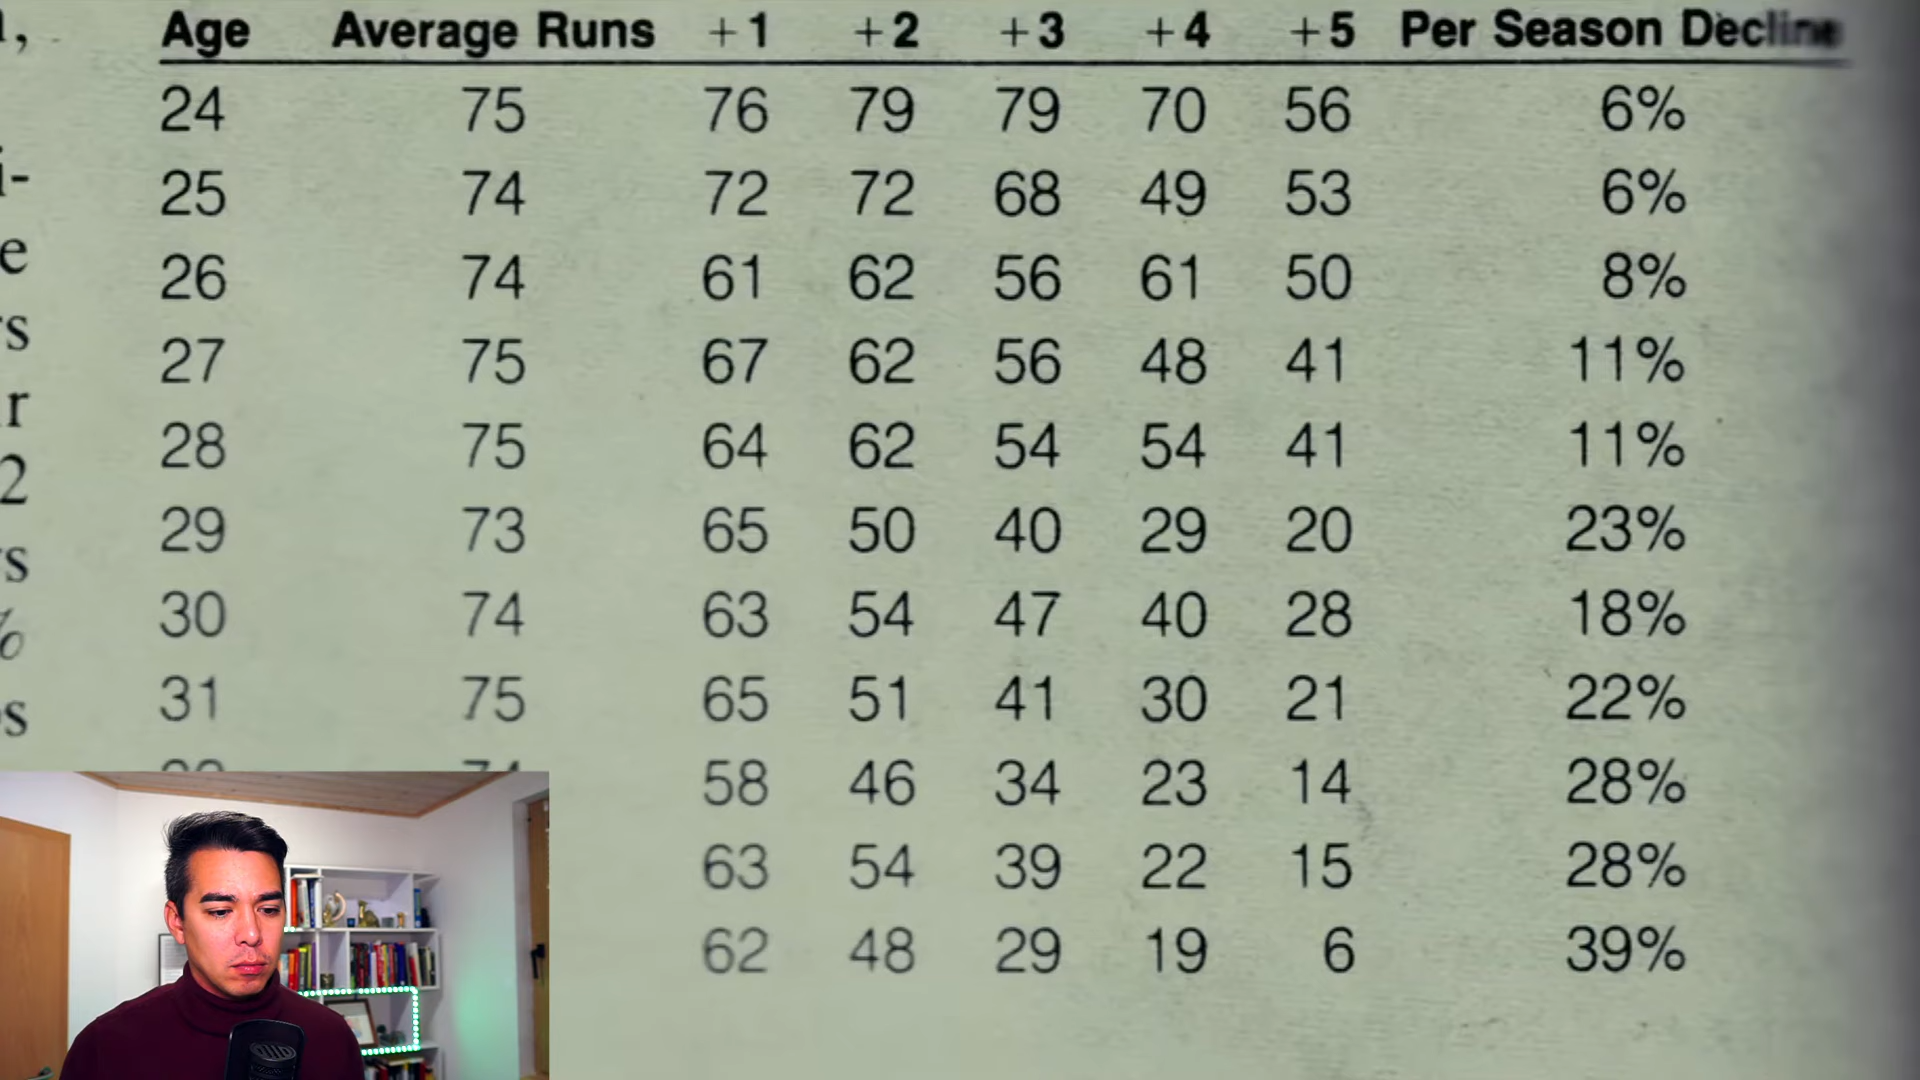 Age Average Runs +1 +2 +3 +4 +5 Per Season Decline
24 75 76 79 79 70 56 6%
25 74 72 72 68 49 53 6%
26 74 61 62 56 61 50 8%
27 75 67 62 56 48 41 11%
28 75 64 62 54 54 41 11%
29 73 65 50 40 29 20 23%
30 74 63 54 47 40 28 18%
31 75 65 51 41 30 21 22%
58 46 34 23 14 28%
63 54 39 22 15 28%
62 48 29 19 6 39%